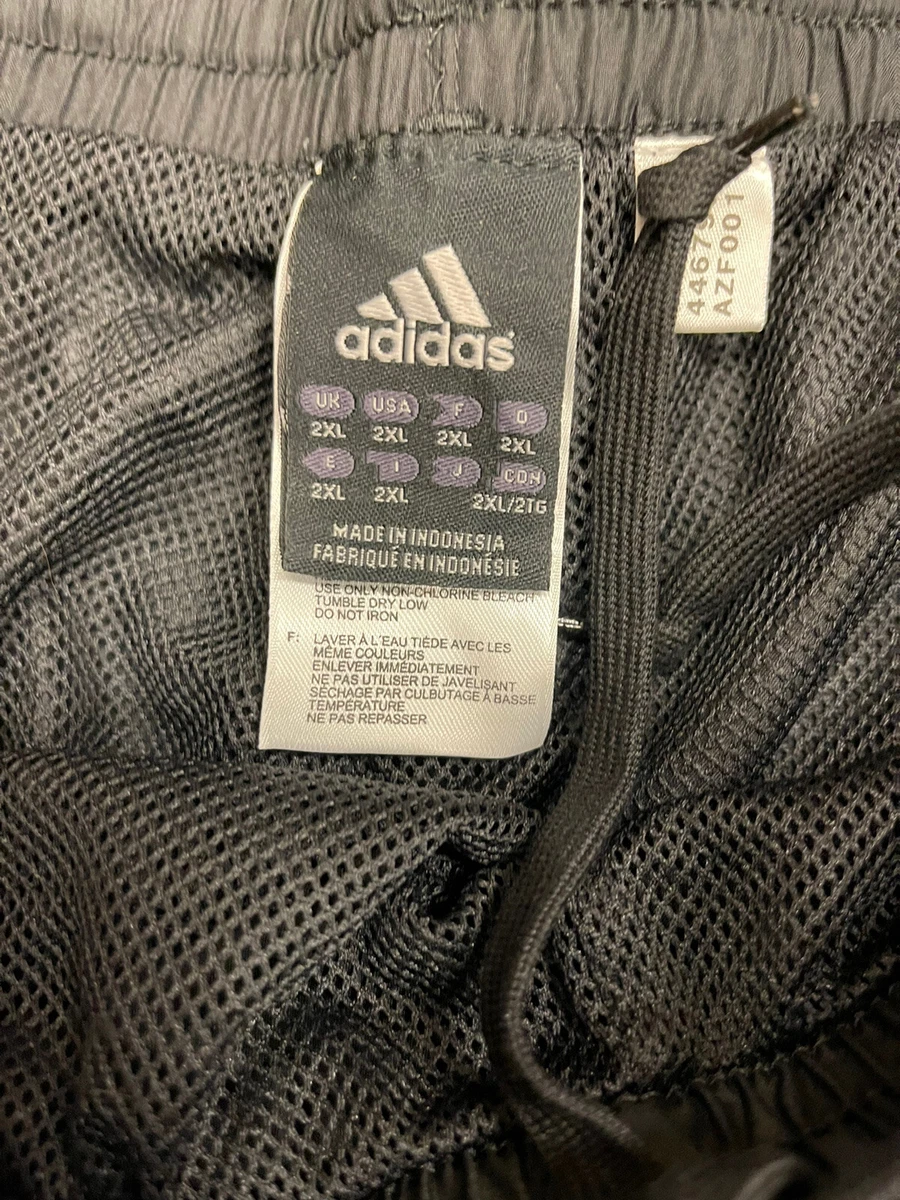 adidas
UK USA F D
2XL 2XL 2XL 2XL
E I J CDN
2XL 2XL 2XL/2TG
MADE IN INDONESIA
FABRIQUÉ EN INDONÉSIE
USE ONLY NON-CHLORINE BLEACH
TUMBLE DRY LOW
DO NOT IRON
F: LAVER À L'EAU TIÈDE AVEC LES
MÊME COULEURS
ENLEVER IMMÉDIATEMENT
NE PAS UTILISER DE JAVELISANT
SÉCHAGE PAR CULBUTAGE À BASSE
TEMPÉRATURE
NE PAS REPASSER
AZF001